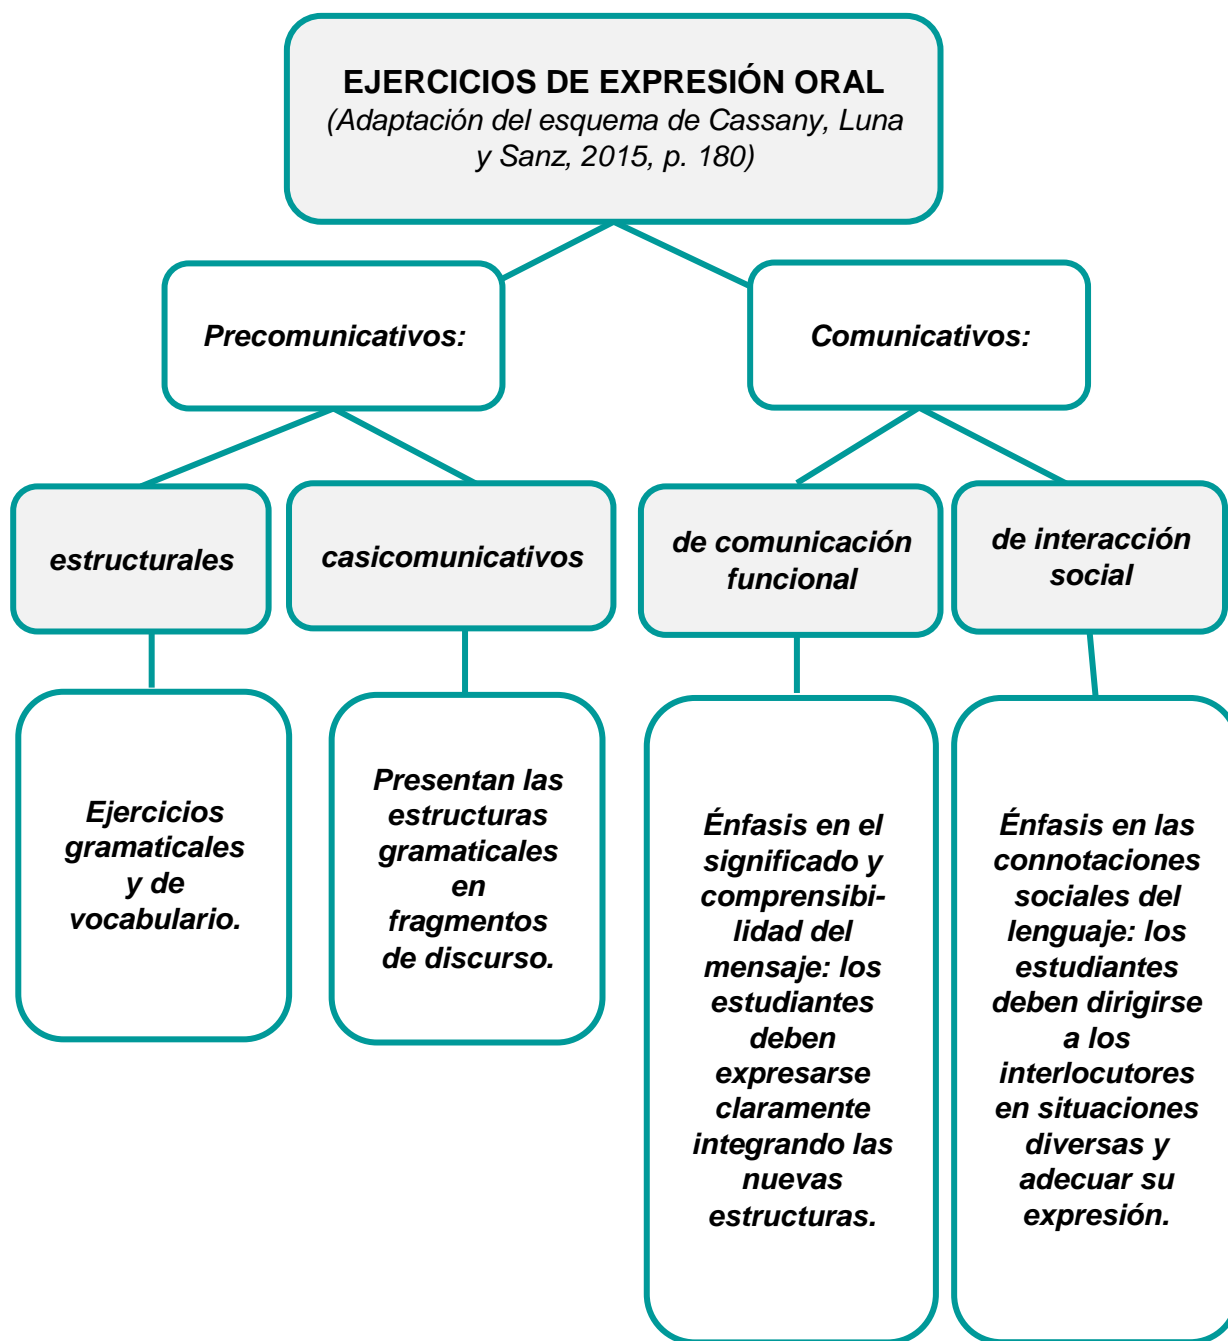 EJERCICIOS DE EXPRESIÓN ORAL
(Adaptación del esquema de Cassany, Luna
y Sanz, 2015, p. 180)
Precomunicativos:
Comunicativos:
estructurales
casicomunicativos
de comunicación
funcional
de interacción
social
Ejercicios
gramaticales
y de
vocabulario.
Presentan las
estructuras
gramaticales
en
fragmentos
de discurso.
Énfasis en el
significado y
comprensibi-
lidad del
mensaje: los
estudiantes
deben
expresarse
claramente
integrando las
nuevas
estructuras.
Énfasis en las
connotaciones
sociales del
lenguaje: los
estudiantes
deben dirigirse
a los
interlocutores
en situaciones
diversas y
adecuar su
expresión.